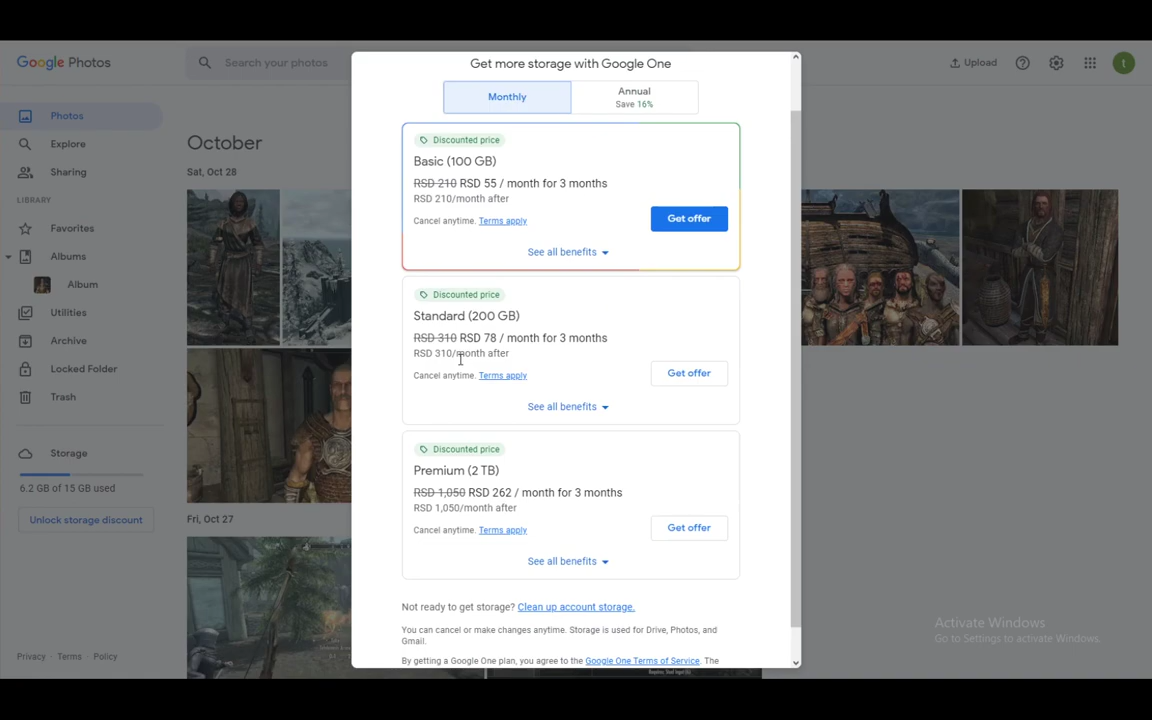 Get more storage with Google One
Google Photos
Search your photos
Upload
t
Monthly
Annual
Save 16%
Photos
Explore
Sharing
LIBRARY
Favorites
Albums
Album
Utilities
Archive
Locked Folder
Trash
Storage
6.2 GB of 15 GB used
Unlock storage discount
Privacy · Terms · Policy
October
Sat, Oct 28
Fri, Oct 27
Discounted price
Basic (100 GB)
RSD 210 RSD 55 / month for 3 months
RSD 210/month after
Cancel anytime. Terms apply
Get offer
See all benefits
Discounted price
Standard (200 GB)
RSD 310 RSD 78 / month for 3 months
RSD 310/month after
Cancel anytime. Terms apply
Get offer
See all benefits
Discounted price
Premium (2 TB)
RSD 1,050 RSD 262 / month for 3 months
RSD 1,050/month after
Cancel anytime. Terms apply
Get offer
See all benefits
Not ready to get storage? Clean up account storage.
You can cancel or make changes anytime. Storage is used for Drive, Photos, and
Gmail.
By getting a Google One plan, you agree to the Google One Terms of Service. The
Activate Windows
Go to Settings to activate Windows.